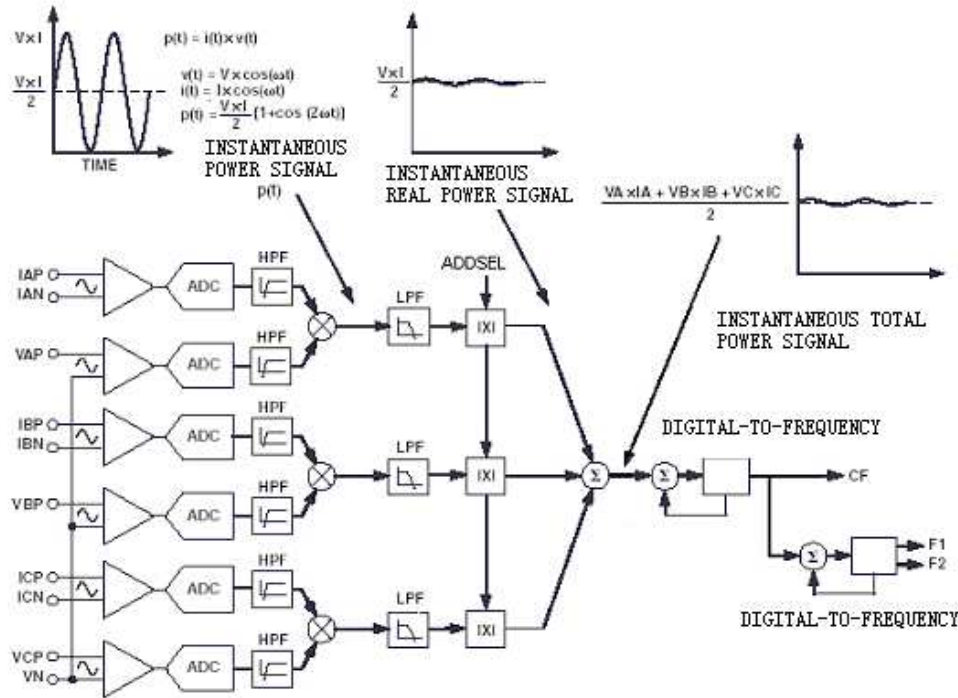 V×I
p(t) = i(t)×v(t)
V×I
2
v(t) = V×cos(ωt)
i(t) = I×cos(ωt)
p(t) = V×I/2 [1+cos (2ωt)]
TIME
V×I
2
INSTANTANEOUS
POWER SIGNAL
p(t)
INSTANTANEOUS
REAL POWER SIGNAL
VA×IA + VB×IB + VC×IC
2
INSTANTANEOUS TOTAL
POWER SIGNAL
ADDSEL
IAP
IAN
ADC
HPF
LPF
|X|
VAP
ADC
HPF
IBP
IBN
ADC
HPF
LPF
|X|
Σ
DIGITAL-TO-FREQUENCY
Σ
CF
VBP
ADC
HPF
Σ
F1
F2
DIGITAL-TO-FREQUENCY
ICP
ICN
ADC
HPF
LPF
|X|
VCP
VN
ADC
HPF